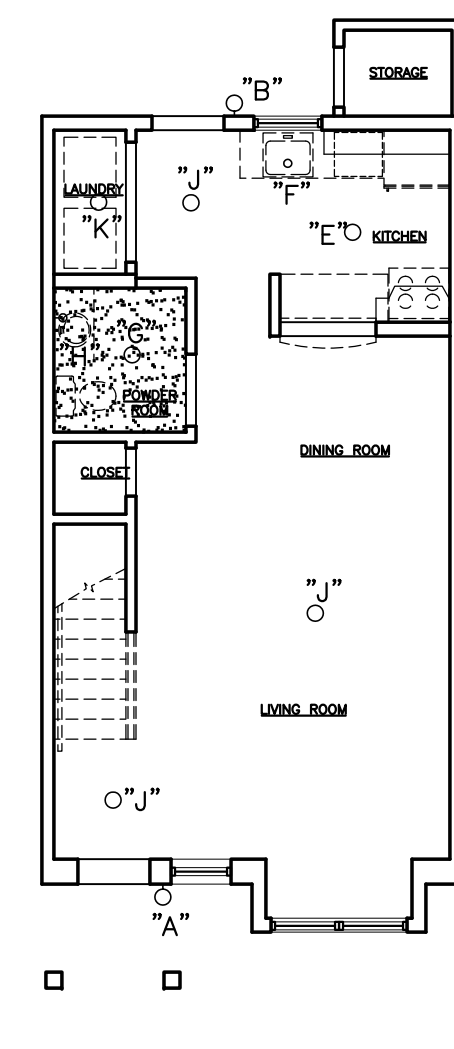 STORAGE
"B"
LAUNDRY
"J"
"F"
"K"
"E"
KITCHEN
"G"
"H"
POWDER
ROOM
DINING ROOM
CLOSET
"J"
LIVING ROOM
"J"
"A"